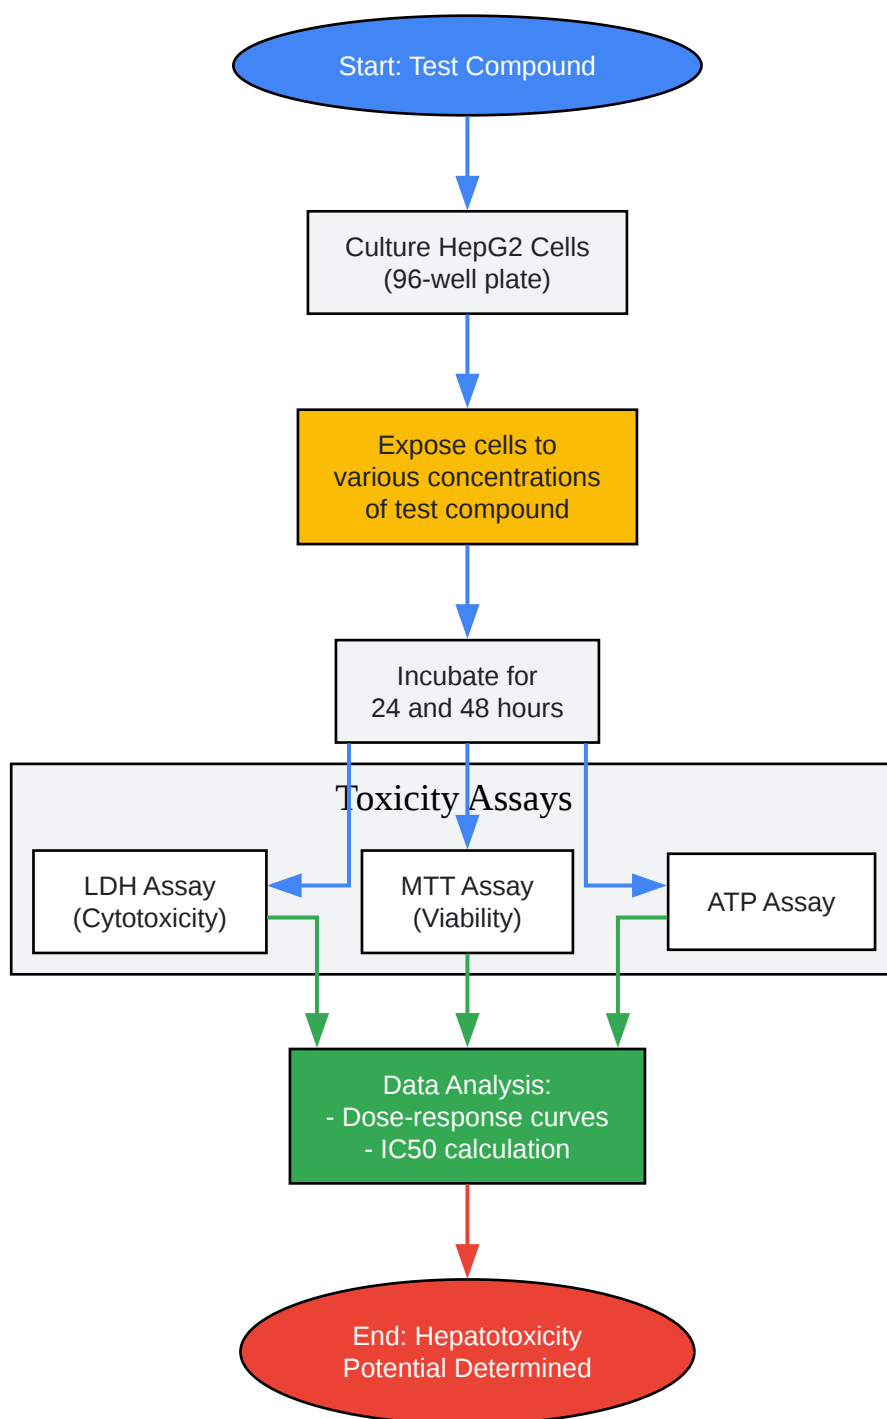 Start: Test Compound
Culture HepG2 Cells
(96-well plate)
Expose cells to
various concentrations
of test compound
Incubate for
24 and 48 hours
Toxicity Assays
LDH Assay
(Cytotoxicity)
MTT Assay
(Viability)
ATP Assay
Data Analysis:
- Dose-response curves
- IC50 calculation
End: Hepatotoxicity
Potential Determined